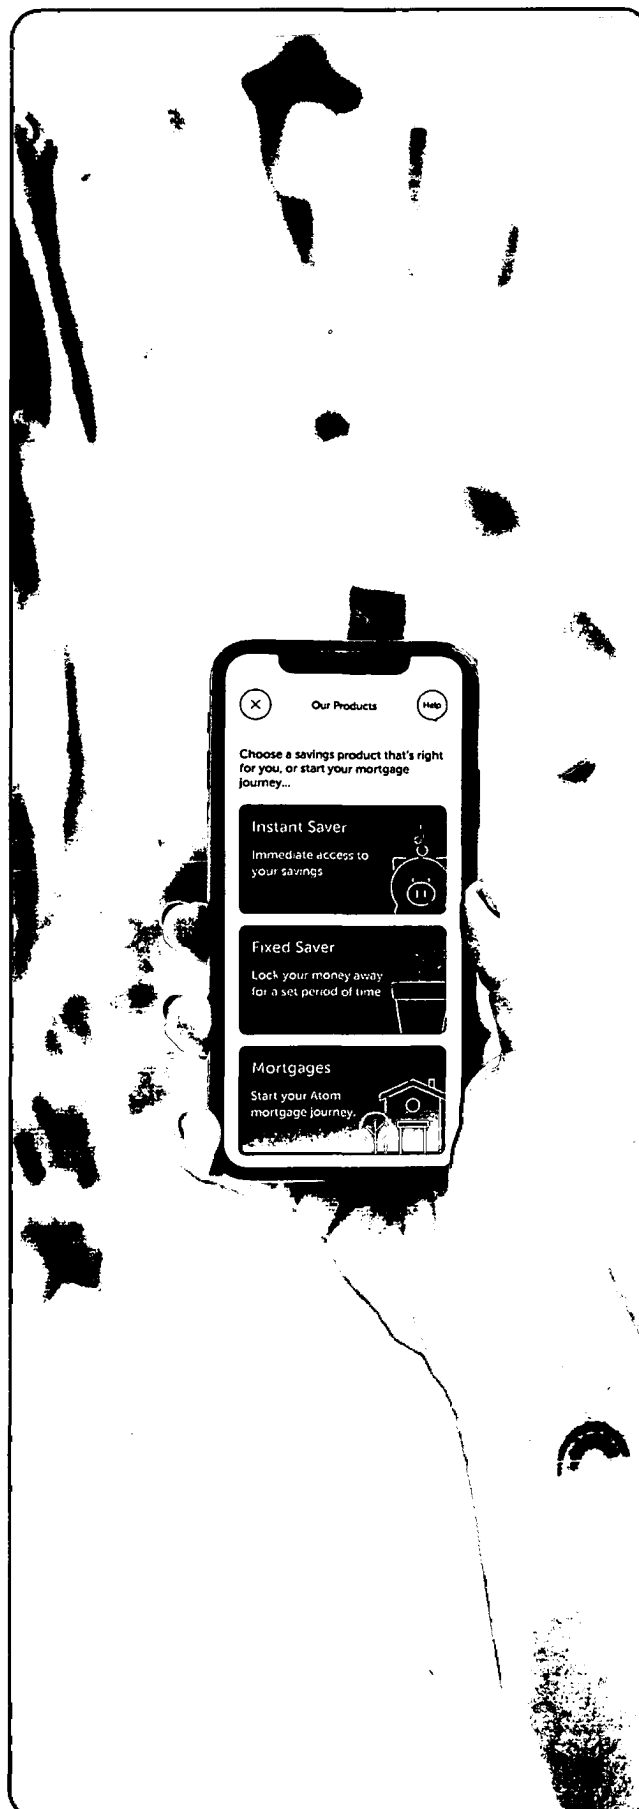 Our Products
Help
Choose a savings product that's right
for you, or start your mortgage
journey...
Instant Saver
Immediate access to
your savings
Fixed Saver
Lock your money away
for a set period of time
Mortgages
Start your Atom
mortgage journey.